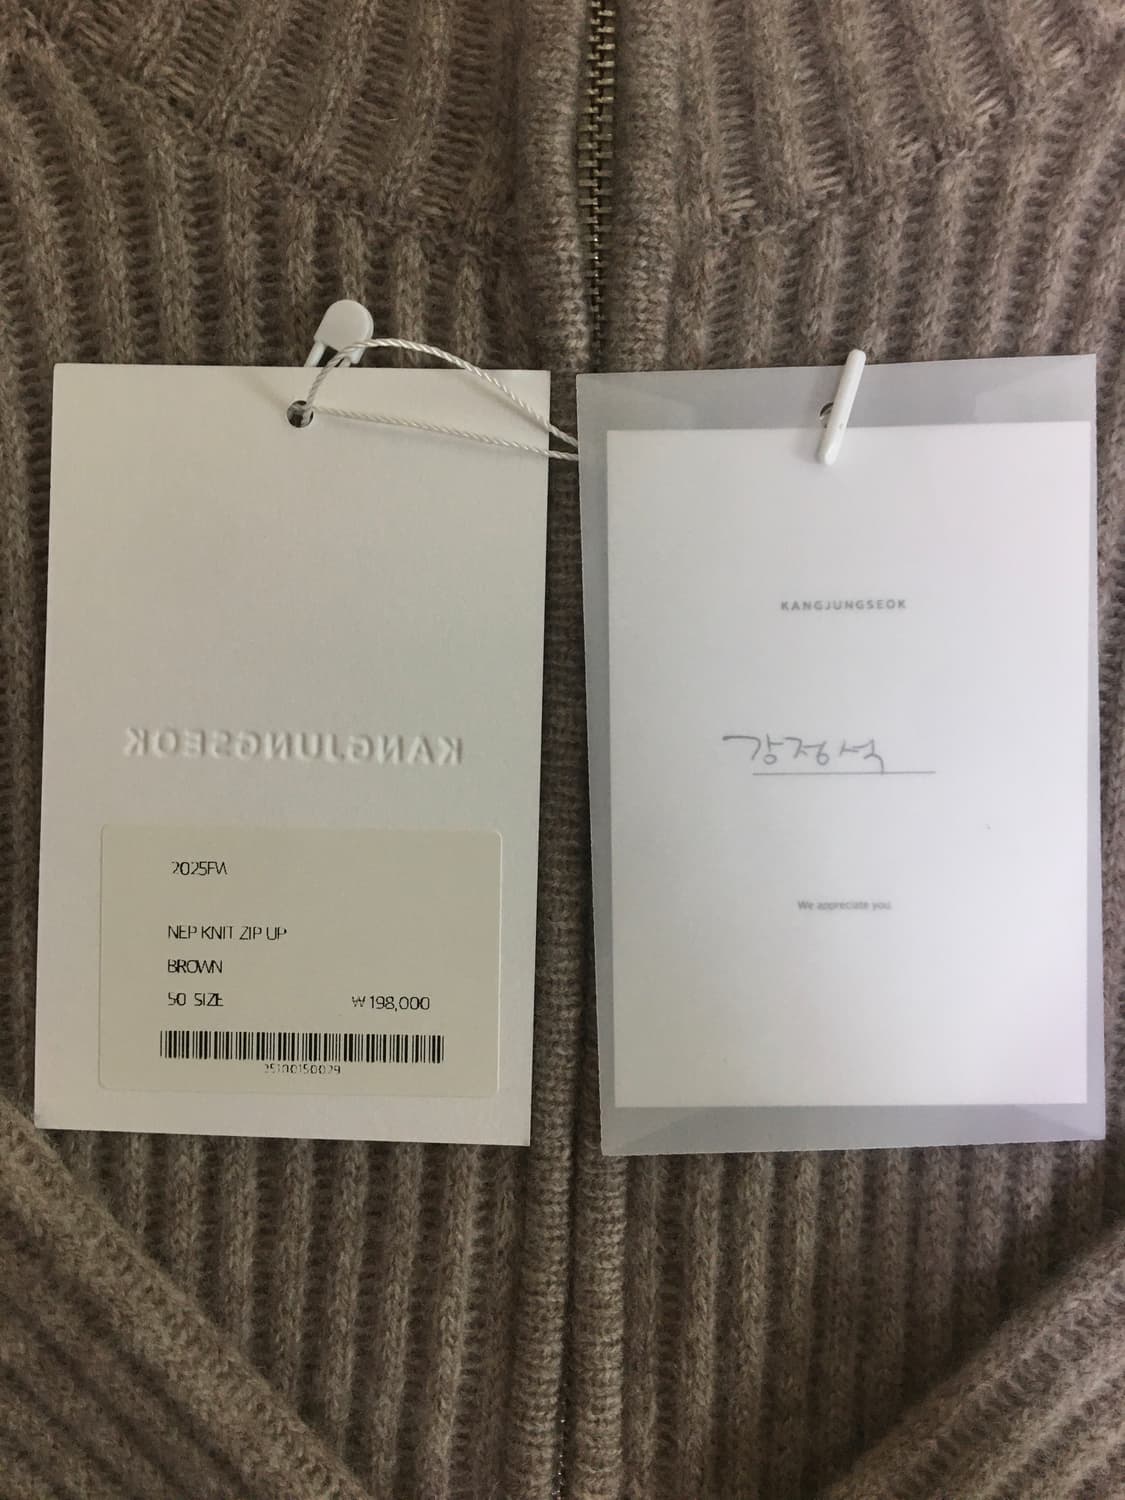 KANGJUNGSEOK
2025FW
NEP KNIT ZIP UP
BROWN
50 SIZE ₩198,000
25100150029
KANGJUNGSEOK
강정석
We appreciate you.